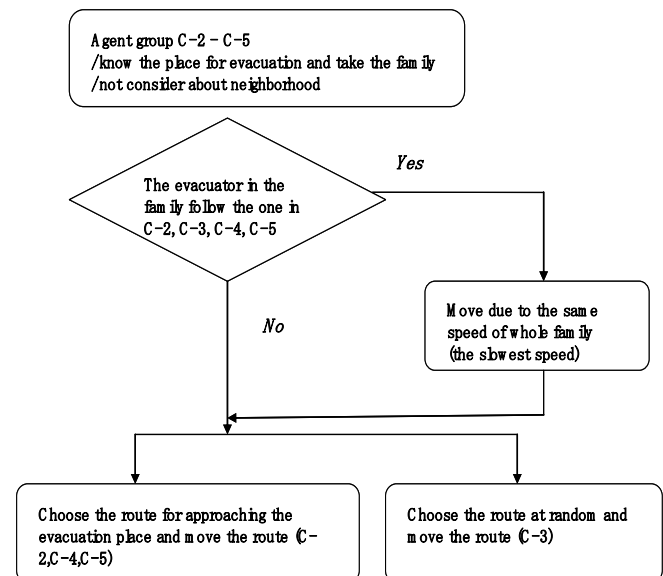 Agent group C-2 - C-5
/know the place for evacuation and take the family
/not consider about neighborhood
Yes
The evacuator in the
family follow the one in
C-2, C-3, C-4, C-5
Move due to the same
speed of whole family
(the slowest speed)
No
Choose the route for approaching the
evacuation place and move the route (C-
2,C-4,C-5)
Choose the route at random and
move the route (C-3)